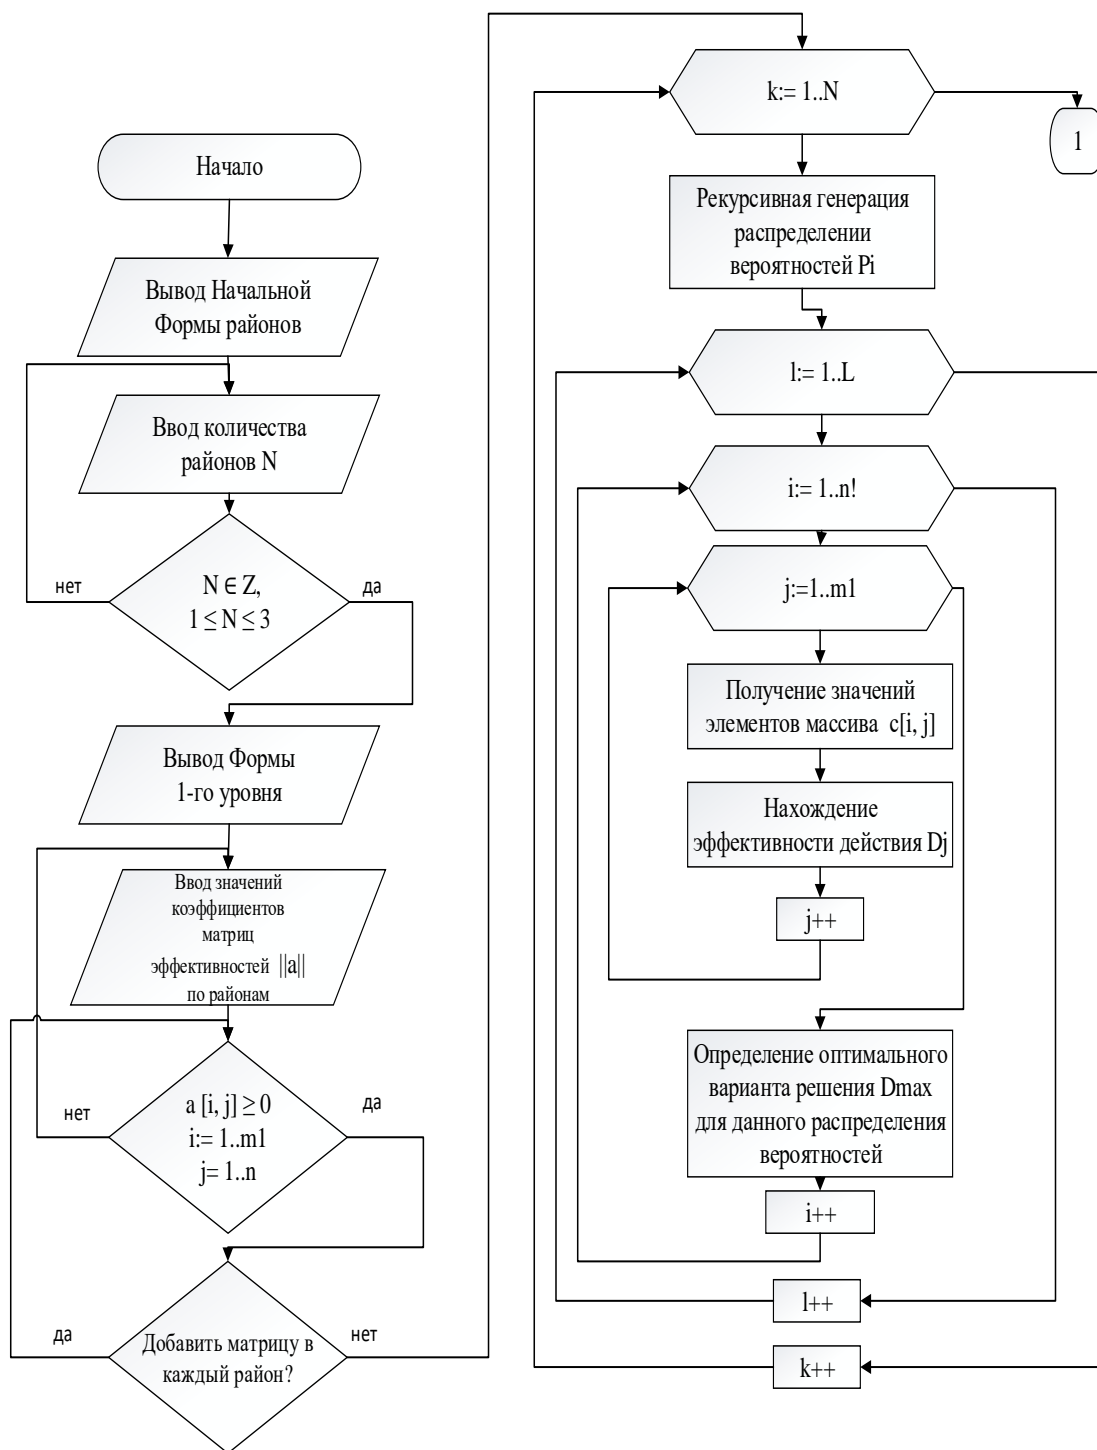 Начало
Вывод Начальной
Формы районов
Ввод количества
районов N
N ∈ Z,
1 ≤ N ≤ 3
нет
да
Вывод Формы
1-го уровня
Ввод значений
коэффициентов
матриц
эффективностей ||a||
по районам
a [i, j] ≥ 0
i:= 1..m1
j= 1..n
нет
да
Добавить матрицу в
каждый район?
да
нет
k:= 1..N
1
Рекурсивная генерация
распределении
вероятностей Pi
l:= 1..L
i:= 1..n!
j:=1..m1
Получение значений
элементов массива c[i, j]
Нахождение
эффективности действия Dj
j++
Определение оптимального
варианта решения Dmax
для данного распределения
вероятностей
i++
l++
k++